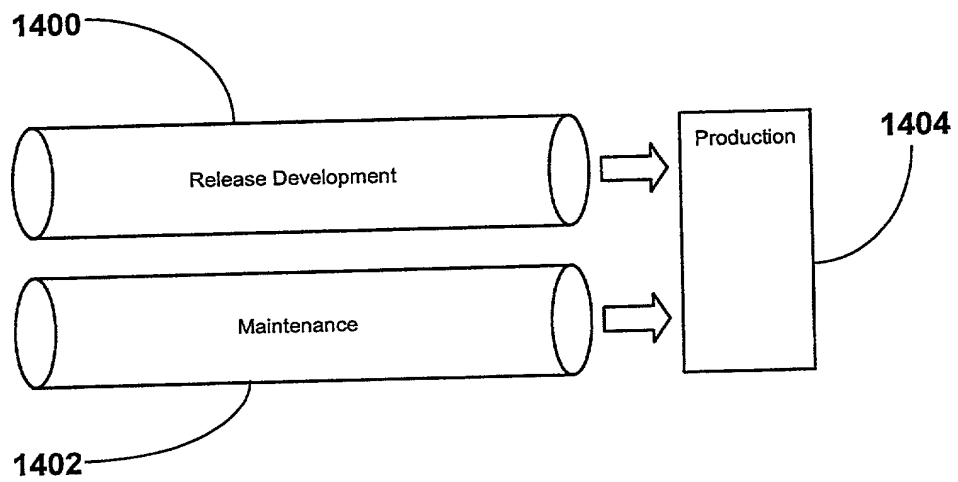 1400
Release Development
Production
1404
Maintenance
1402